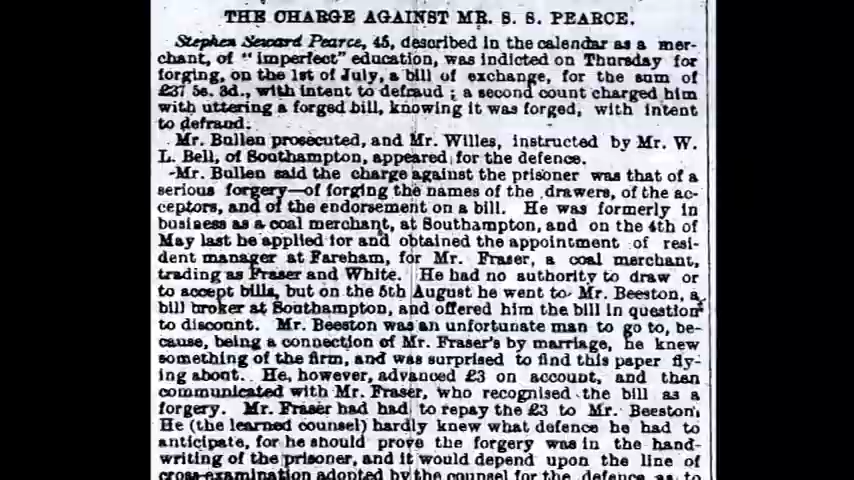 THE CHARGE AGAINST MR. S. S. PEARCE.
Stephen Seward Pearce, 45, described in the calendar as a mer-
chant, of "imperfect" education, was indicted on Thursday for
forging, on the 1st of July, a bill of exchange, for the sum of
£37 5s. 3d., with intent to defraud; a second count charged him
with uttering a forged bill, knowing it was forged, with intent
to defraud.
Mr. Bullen prosecuted, and Mr. Willes, instructed by Mr. W.
L. Bell, of Southampton, appeared for the defence.
Mr. Bullen said the charge against the prisoner was that of a
serious forgery—of forging the names of the drawers, of the ac-
ceptors, and of the endorsement on a bill. He was formerly in
business as a coal merchant, at Southampton, and on the 4th of
May last he applied for and obtained the appointment of resi-
dent manager at Fareham, for Mr. Fraser, a coal merchant,
trading as Fraser and White. He had no authority to draw or
to accept bills, but on the 5th August he went to Mr. Beeston, a
bill broker at Southampton, and offered him the bill in question
to discount. Mr. Beeston was an unfortunate man to go to, be-
cause, being a connection of Mr. Fraser's by marriage, he knew
something of the firm, and was surprised to find this paper fly-
ing about. He, however, advanced £3 on account, and then
communicated with Mr. Fraser, who recognised the bill as a
forgery. Mr. Fraser had had to repay the £3 to Mr. Beeston.
He (the learned counsel) hardly knew what defence he had to
anticipate, for he should prove the forgery was in the hand-
writing of the prisoner, and it would depend upon the line of
cross-examination adopted by the counsel for the defence as to